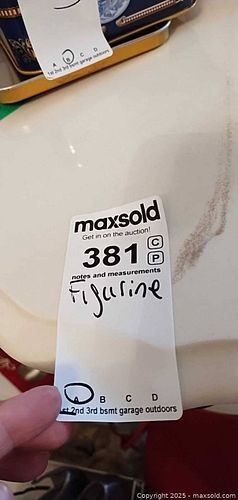 A B C D
1st 2nd 3rd bsmt garage outdoors
maxsold
Get in on the auction!
381 C
P
notes and measurements
Figurine
A B C D
st 2nd 3rd bsmt garage outdoors
Copyright 2025 - maxsold.com